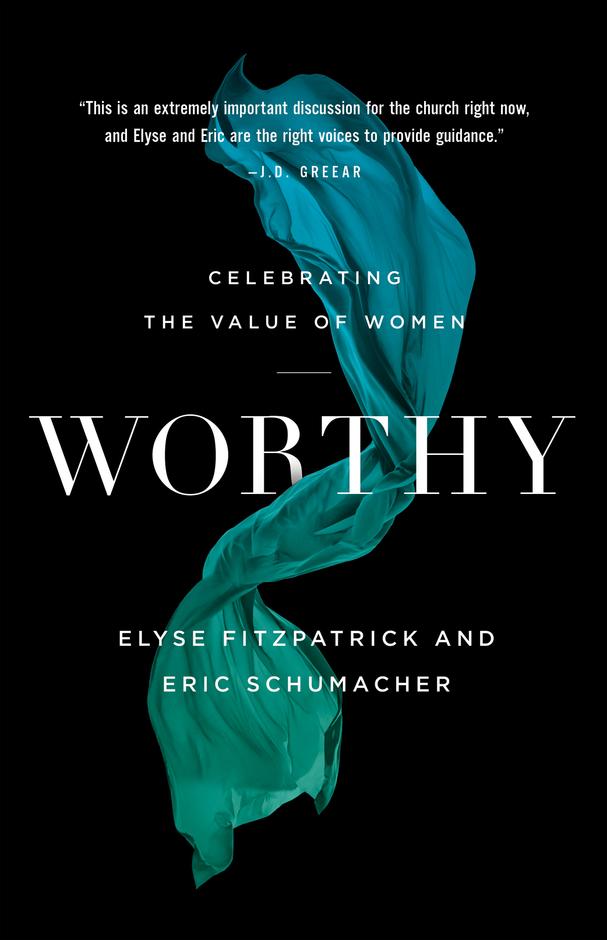 “This is an extremely important discussion for the church right now,
and Elyse and Eric are the right voices to provide guidance.”
—J.D. GREEAR
CELEBRATING
THE VALUE OF WOMEN
WORTHY
ELYSE FITZPATRICK AND
ERIC SCHUMACHER